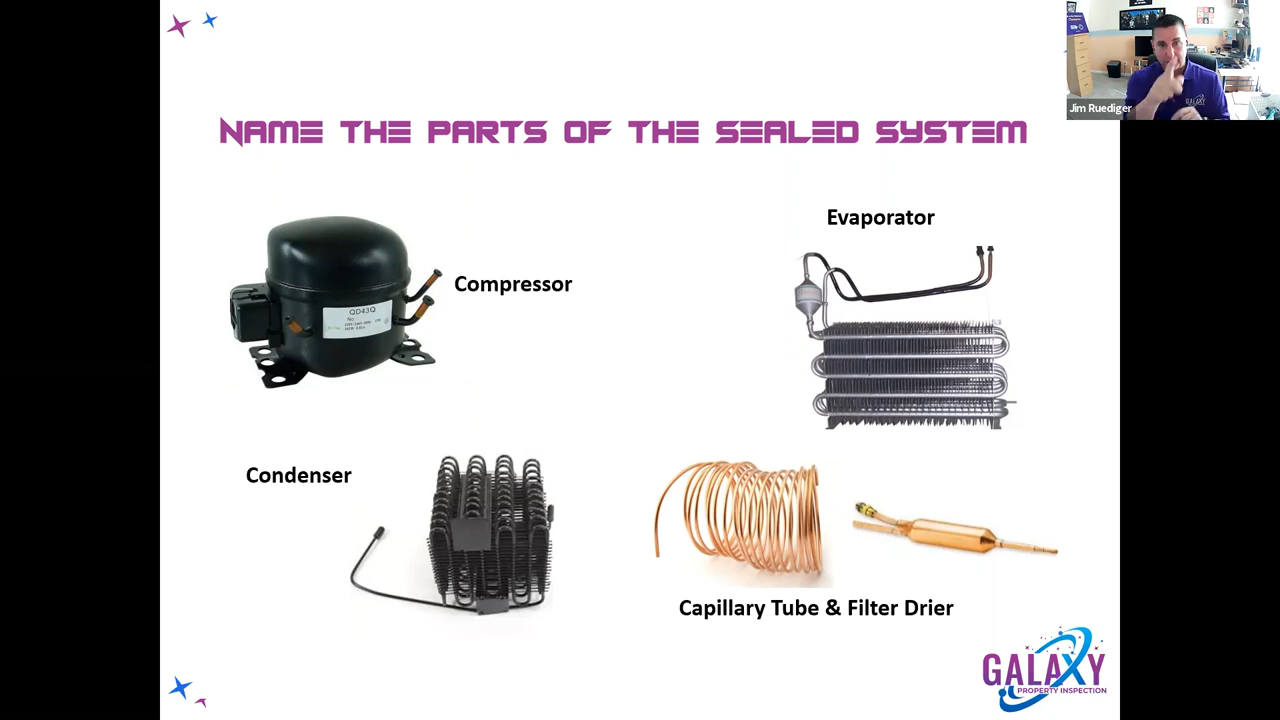 Jim Ruediger
NAME THE PARTS OF THE SEALED SYSTEM
Evaporator
Compressor
QD43Q
No
Condenser
Capillary Tube & Filter Drier
GALAXY
PROPERTY INSPECTION